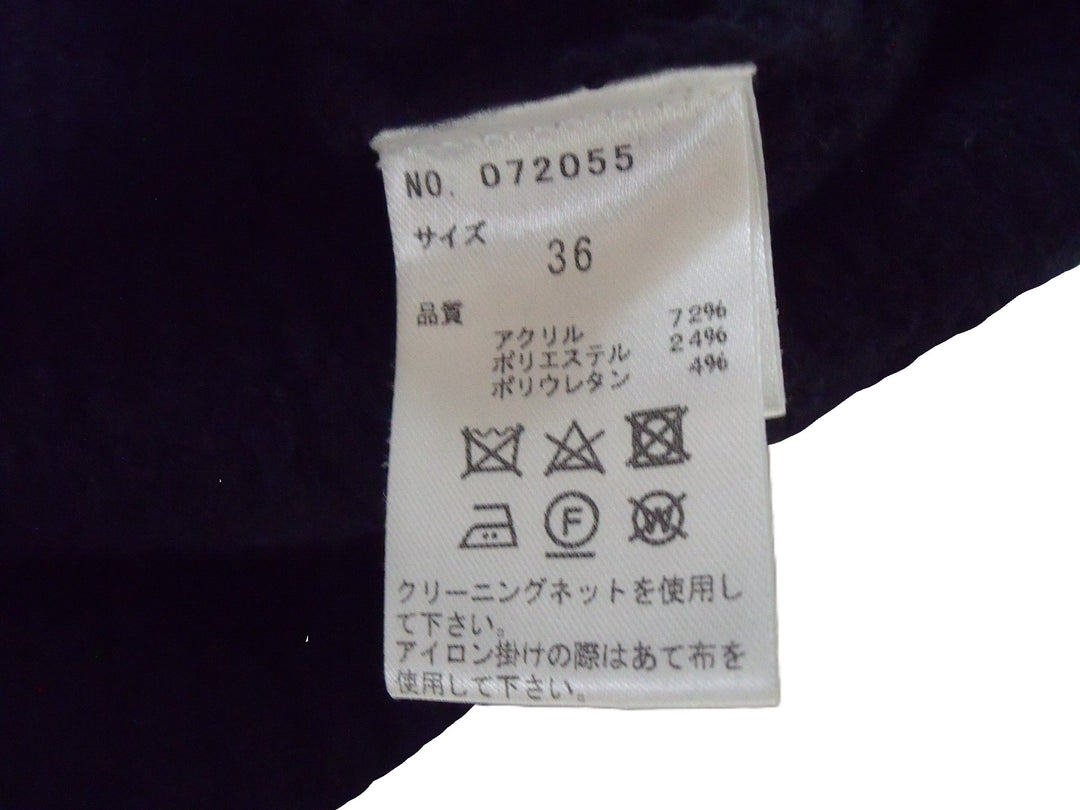 NO. 072055
サイズ
36
品質
アクリル 72%
ポリエステル 24%
ポリウレタン 4%
F W
クリーニングネットを使用し
て下さい。
アイロン掛けの際はあて布を
使用して下さい。